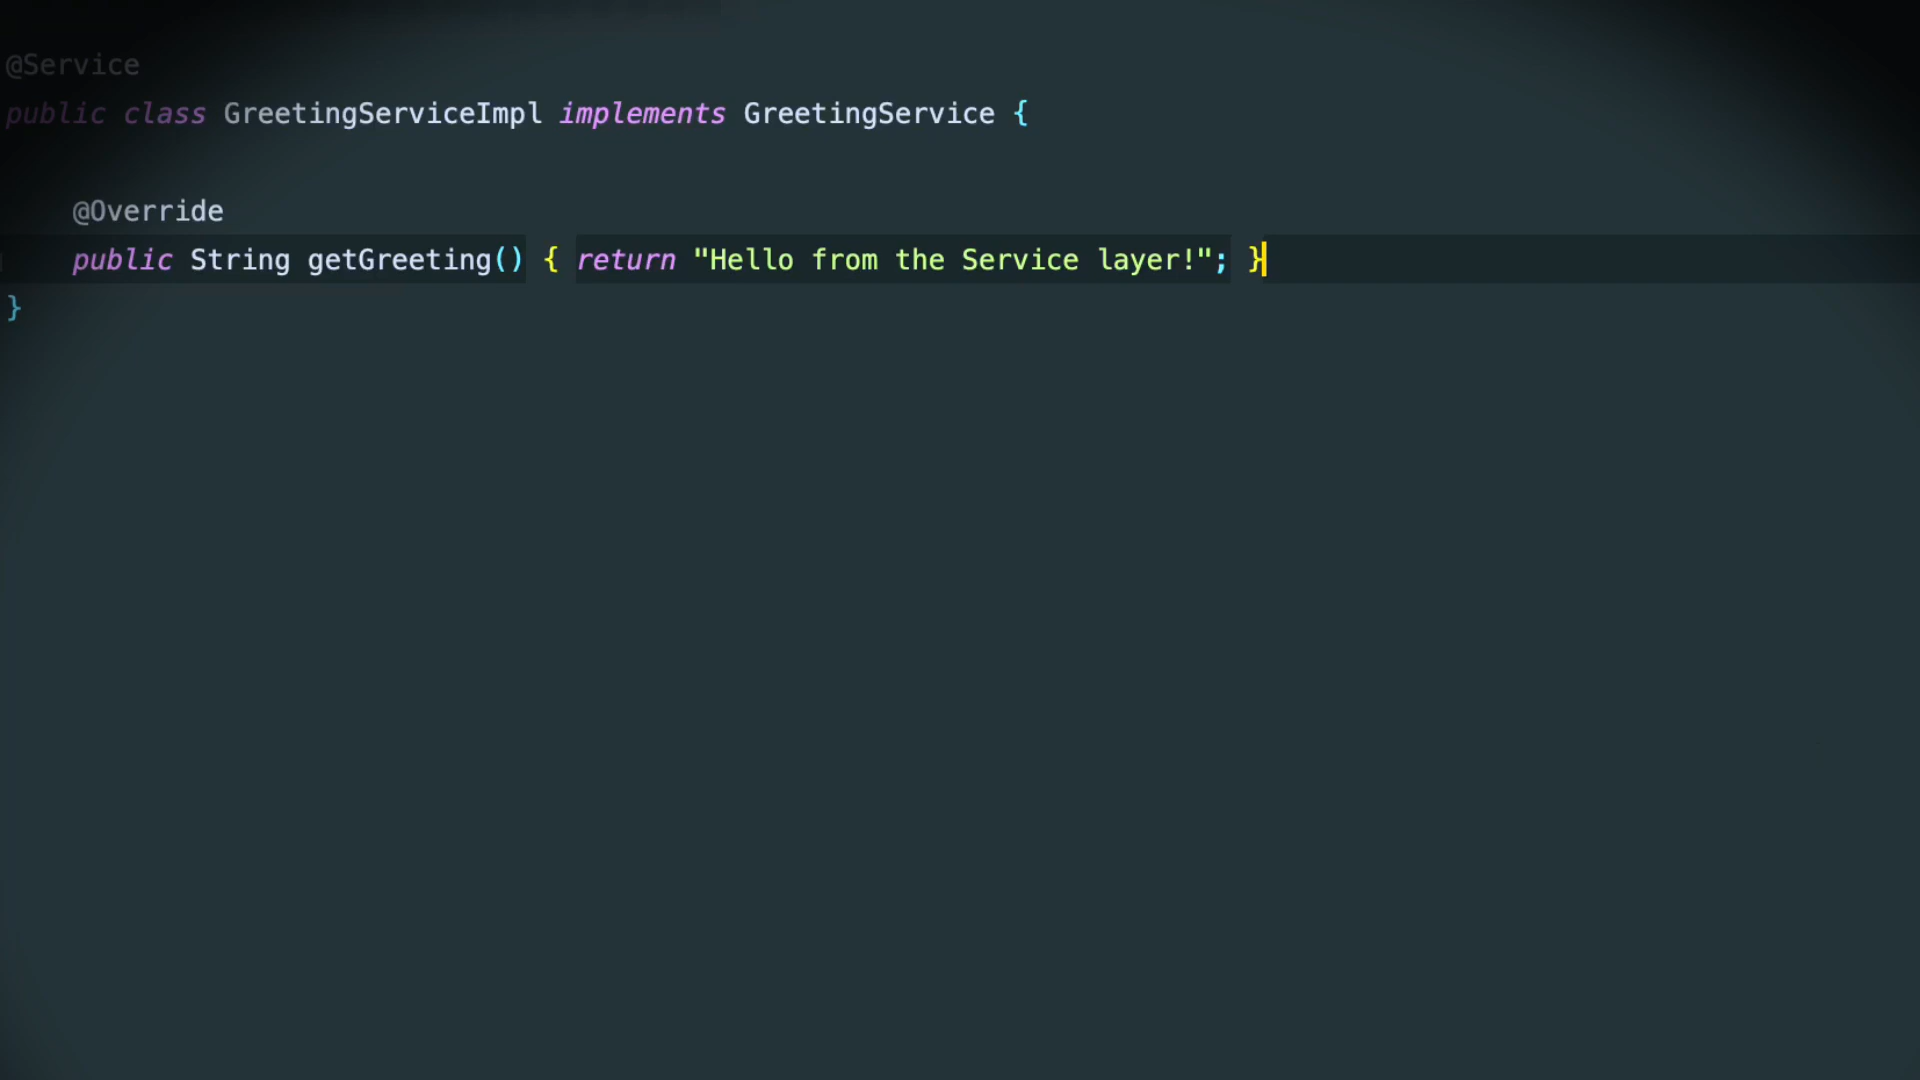 @Service
public class GreetingServiceImpl implements GreetingService {
@Override
public String getGreeting() { return "Hello from the Service layer!"; }
}